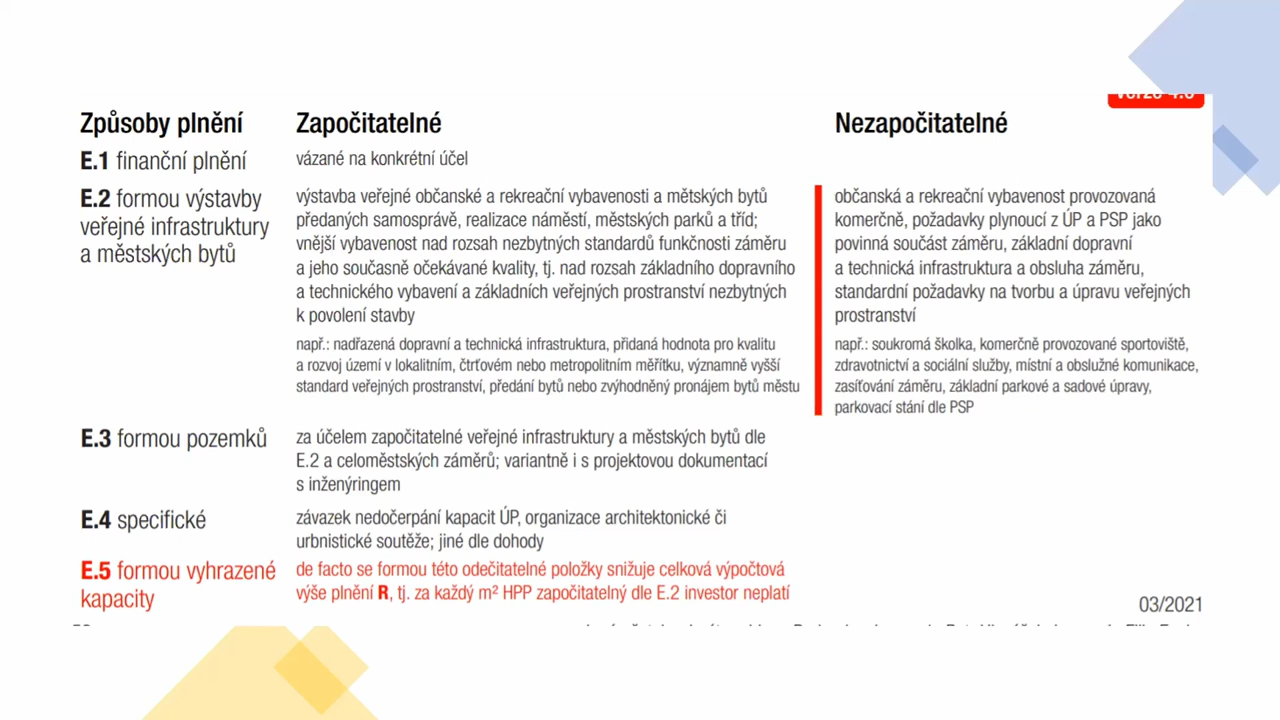 Způsoby plnění
Započitatelné
Nezapočitatelné
E.1 finanční plnění
vázané na konkrétní účel
E.2 formou výstavby
veřejné infrastruktury
a městských bytů
výstavba veřejné občanské a rekreační vybavenosti a mětských bytů
předaných samosprávě, realizace náměstí, městských parků a tříd;
vnější vybavenost nad rozsah nezbytných standardů funkčnosti záměru
a jeho současně očekávané kvality, tj. nad rozsah základního dopravního
a technického vybavení a základních veřejných prostranství nezbytných
k povolení stavby
např.: nadřazená dopravní a technická infrastruktura, přidaná hodnota pro kvalitu
a rozvoj území v lokalitním, čtrťovém nebo metropolitním měřítku, významně vyšší
standard veřejných prostranství, předání bytů nebo zvýhodněný pronájem bytů městu
občanská a rekreační vybavenost provozovaná
komerčně, požadavky plynoucí z ÚP a PSP jako
povinná součást záměru, základní dopravní
a technická infrastruktura a obsluha záměru,
standardní požadavky na tvorbu a úpravu veřejných
prostranství
např.: soukromá školka, komerčně provozované sportoviště,
zdravotnictví a sociální služby, místní a obslužné komunikace,
zasíťování záměru, základní parkové a sadové úpravy,
parkovací stání dle PSP
E.3 formou pozemků
za účelem započitatelné veřejné infrastruktury a městských bytů dle
E.2 a celoměstských záměrů; variantně i s projektovou dokumentací
s inženýringem
E.4 specifické
závazek nedočerpání kapacit ÚP, organizace architektonické či
urbnistické soutěže; jiné dle dohody
E.5 formou vyhrazené
kapacity
de facto se formou této odečitatelné položky snižuje celková výpočtová
výše plnění R, tj. za každý m² HPP započitatelný dle E.2 investor neplatí
03/2021